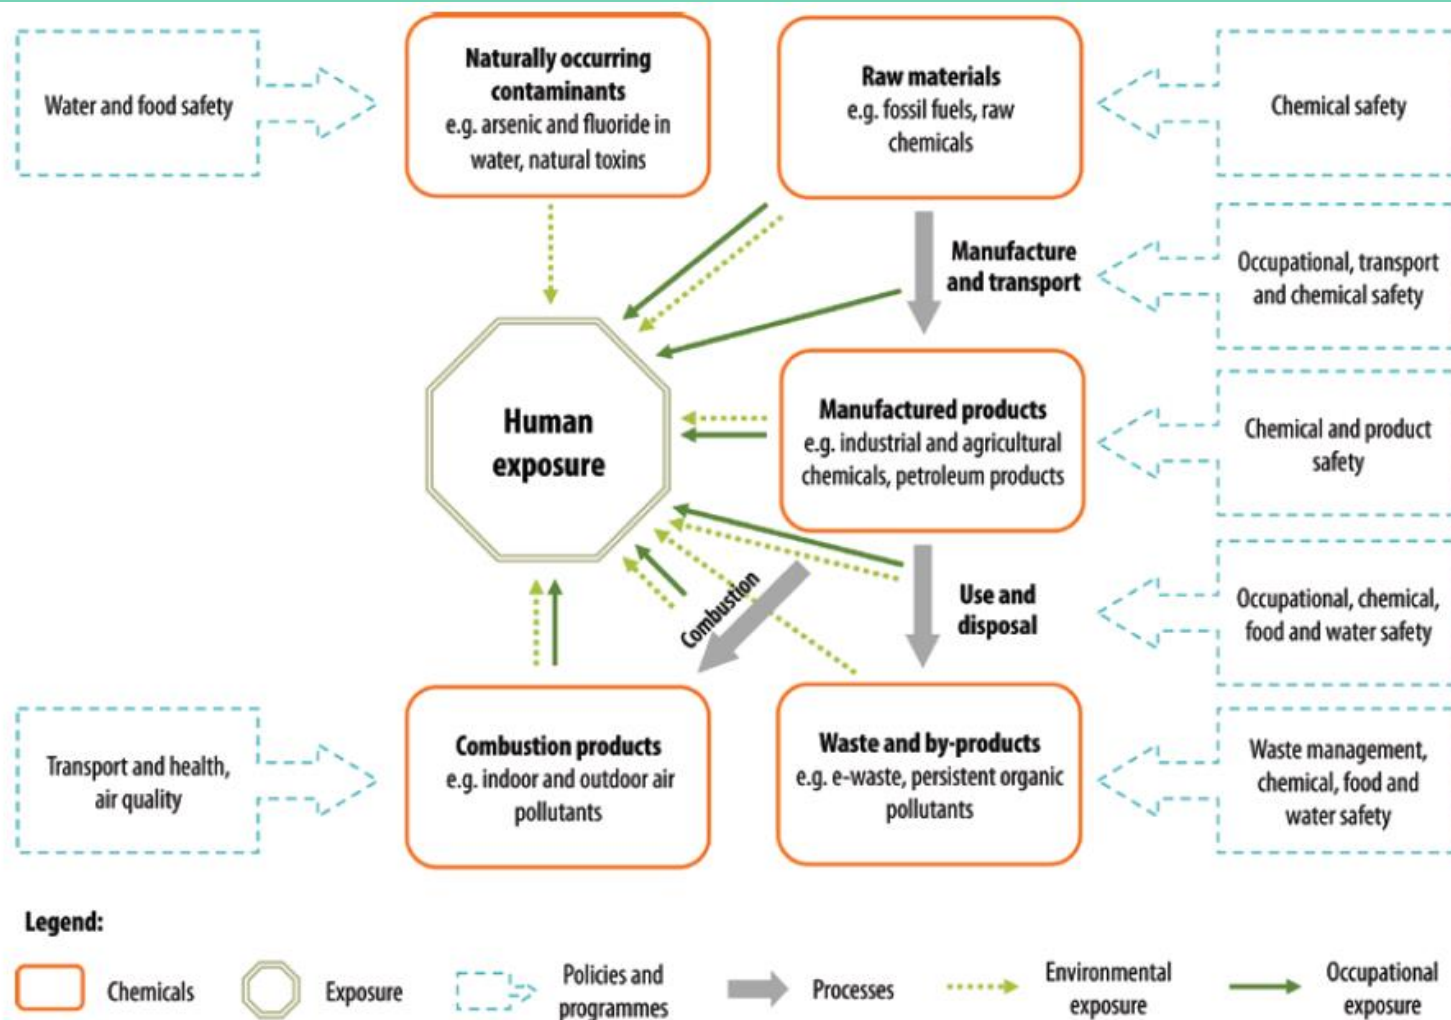 Water and food safety
Naturally occurring
contaminants
e.g. arsenic and fluoride in
water, natural toxins
Raw materials
e.g. fossil fuels, raw
chemicals
Chemical safety
Manufacture
and transport
Occupational, transport
and chemical safety
Human
exposure
Manufactured products
e.g. industrial and agricultural
chemicals, petroleum products
Chemical and product
safety
Combustion
Use and
disposal
Occupational, chemical,
food and water safety
Transport and health,
air quality
Combustion products
e.g. indoor and outdoor air
pollutants
Waste and by-products
e.g. e-waste, persistent organic
pollutants
Waste management,
chemical, food and
water safety
Legend:
Chemicals
Exposure
Policies and
programmes
Processes
Environmental
exposure
Occupational
exposure